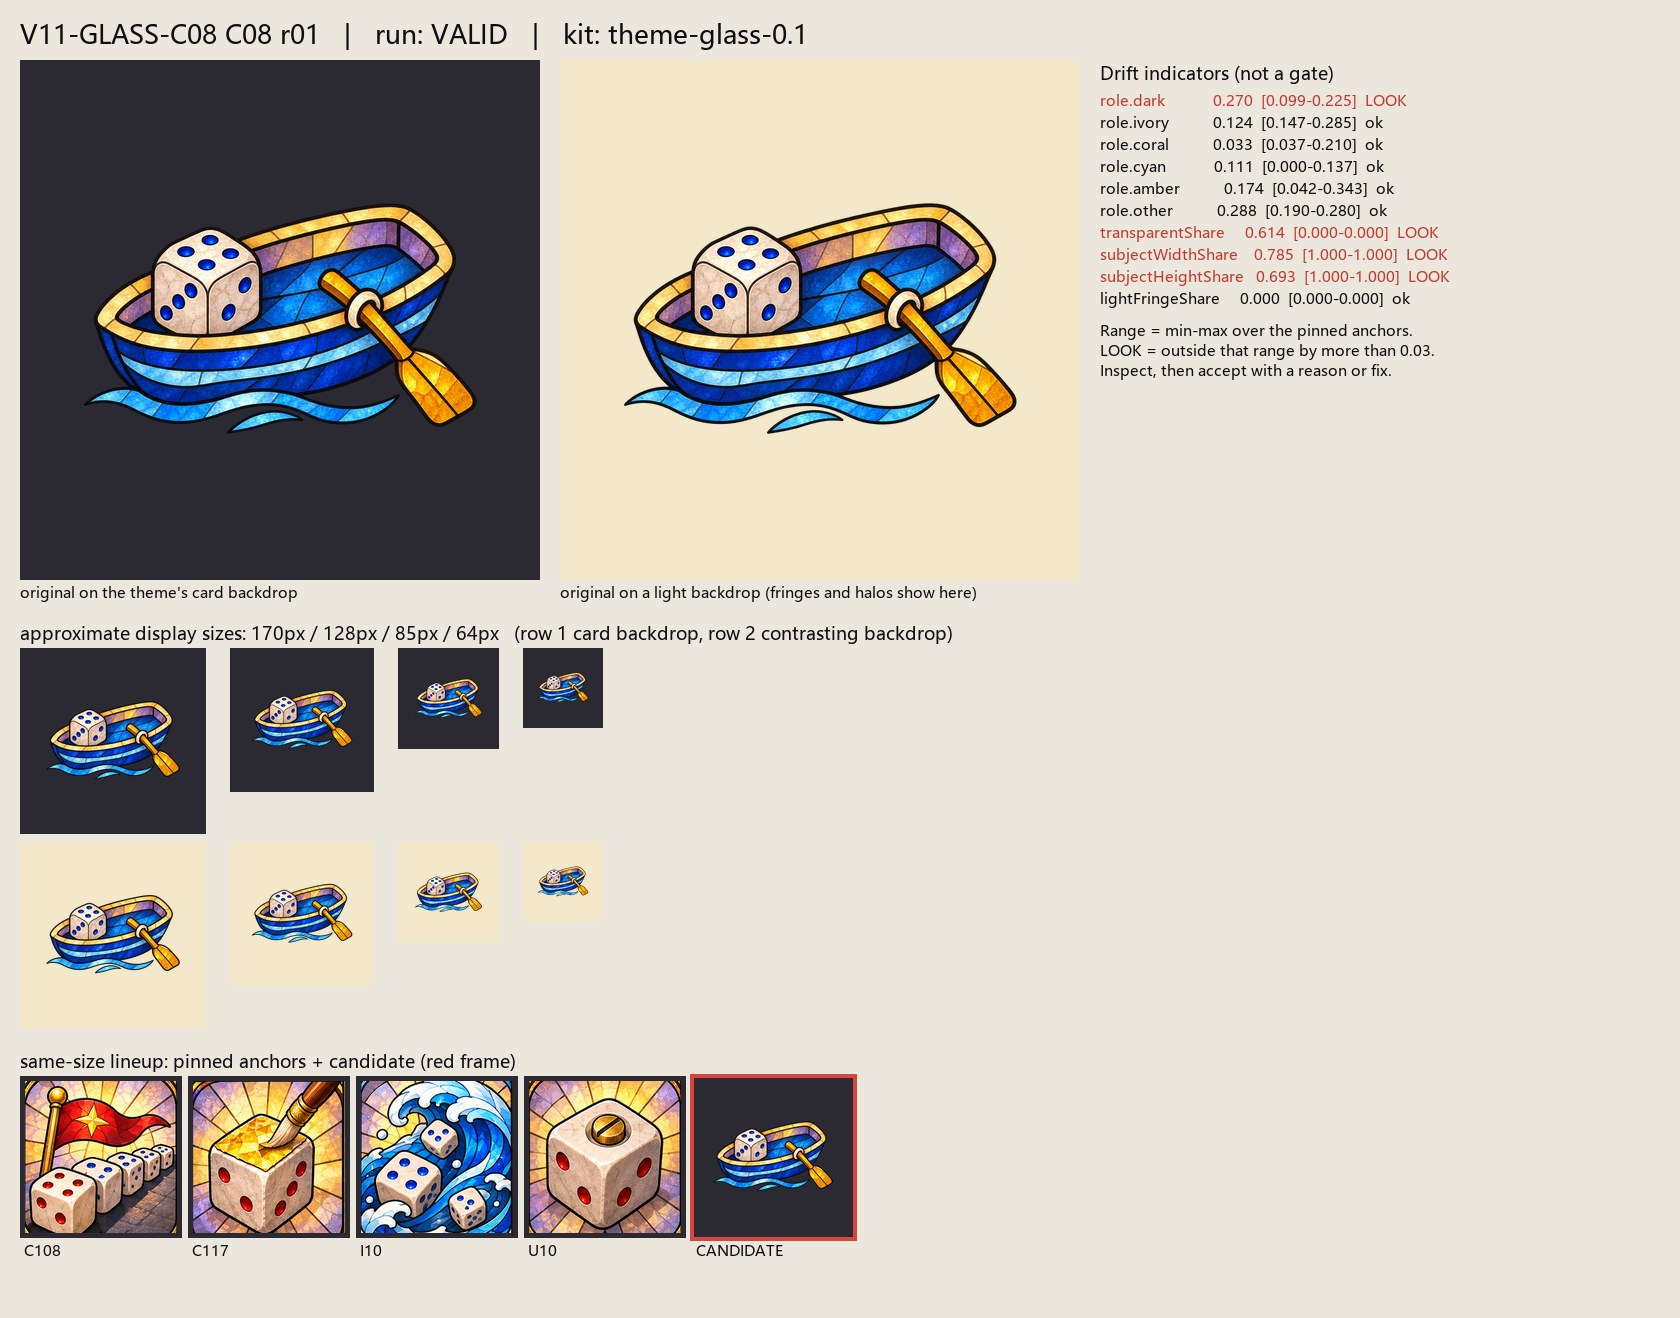 V11-GLASS-C08 C08 r01   |   run: VALID   |   kit: theme-glass-0.1
Drift indicators (not a gate)
role.dark 0.270 [0.099-0.225] LOOK
role.ivory 0.124 [0.147-0.285] ok
role.coral 0.033 [0.037-0.210] ok
role.cyan 0.111 [0.000-0.137] ok
role.amber 0.174 [0.042-0.343] ok
role.other 0.288 [0.190-0.280] ok
transparentShare 0.614 [0.000-0.000] LOOK
subjectWidthShare 0.785 [1.000-1.000] LOOK
subjectHeightShare 0.693 [1.000-1.000] LOOK
lightFringeShare 0.000 [0.000-0.000] ok
Range = min-max over the pinned anchors.
LOOK = outside that range by more than 0.03.
Inspect, then accept with a reason or fix.
original on the theme's card backdrop
original on a light backdrop (fringes and halos show here)
approximate display sizes: 170px / 128px / 85px / 64px   (row 1 card backdrop, row 2 contrasting backdrop)
same-size lineup: pinned anchors + candidate (red frame)
C108
C117
I10
U10
CANDIDATE